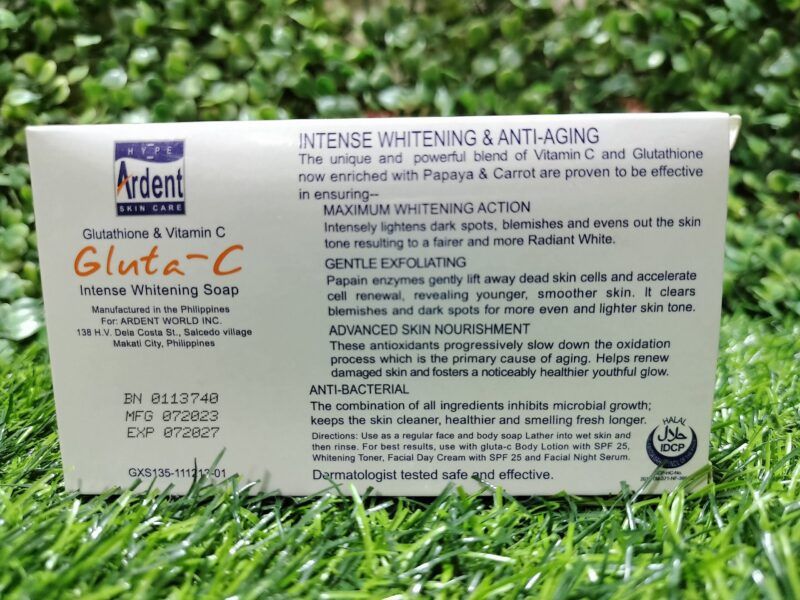 HYPE
Ardent
SKIN CARE
Glutathione & Vitamin C
Gluta-C
Intense Whitening Soap
Manufactured in the Philippines
For: ARDENT WORLD INC.
138 H.V. Dela Costa St., Salcedo village
Makati City, Philippines
BN 0113740
MFG 072023
EXP 072027
GXS135-111213-01
INTENSE WHITENING & ANTI-AGING
The unique and powerful blend of Vitamin C and Glutathione
now enriched with Papaya & Carrot are proven to be effective
in ensuring--
MAXIMUM WHITENING ACTION
Intensely lightens dark spots, blemishes and evens out the skin
tone resulting to a fairer and more Radiant White.
GENTLE EXFOLIATING
Papain enzymes gently lift away dead skin cells and accelerate
cell renewal, revealing younger, smoother skin. It clears
blemishes and dark spots for more even and lighter skin tone.
ADVANCED SKIN NOURISHMENT
These antioxidants progressively slow down the oxidation
process which is the primary cause of aging. Helps renew
damaged skin and fosters a noticeably healthier youthful glow.
ANTI-BACTERIAL
The combination of all ingredients inhibits microbial growth;
keeps the skin cleaner, healthier and smelling fresh longer.
Directions: Use as a regular face and body soap Lather into wet skin and
then rinse. For best results, use with gluta-c Body Lotion with SPF 25,
Whitening Toner, Facial Day Cream with SPF 25 and Facial Night Serum.
Dermatologist tested safe and effective.
HALAL
حلال
IDCP